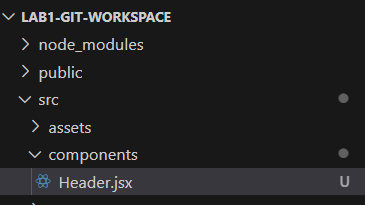 LAB1-GIT-WORKSPACE
node_modules
public
src
assets
components
Header.jsx U